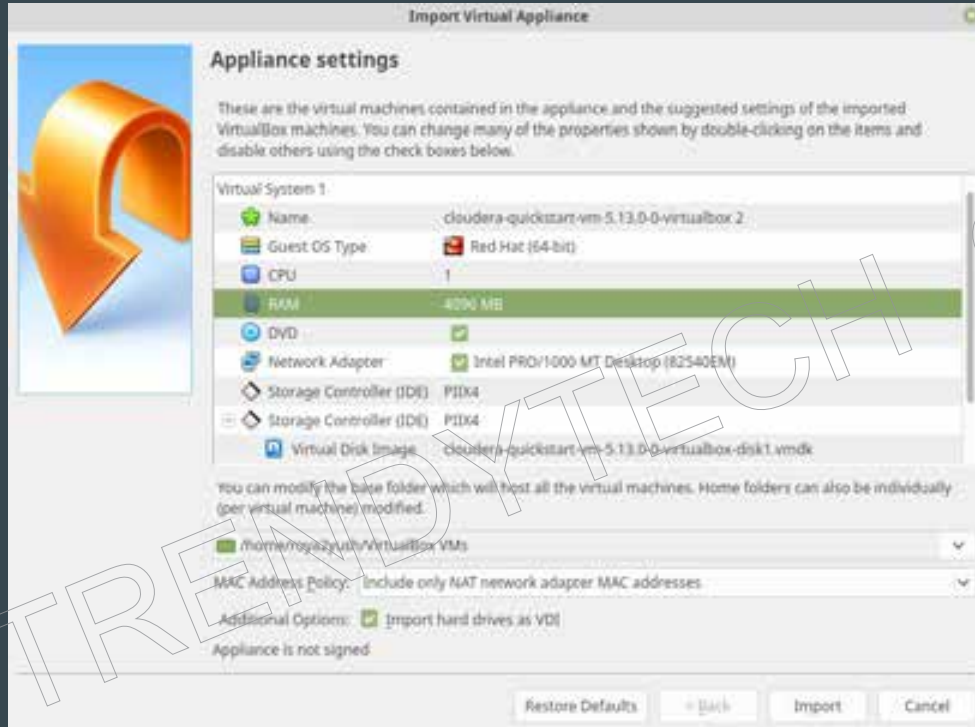 Import Virtual Appliance
Appliance settings
These are the virtual machines contained in the appliance and the suggested settings of the imported
VirtualBox machines. You can change many of the properties shown by double-clicking on the items and
disable others using the check boxes below.
Virtual System 1
Name cloudera-quickstart-vm-5.13.0-0-virtualbox 2
Guest OS Type Red Hat (64-bit)
CPU 1
RAM 4096 MB
DVD
Network Adapter Intel PRO/1000 MT Desktop (82540EM)
Storage Controller (IDE) PIIX4
Storage Controller (IDE) PIIX4
Virtual Disk Image cloudera-quickstart-vm-5.13.0-0-virtualbox-disk1.vmdk
You can modify the base folder which will host all the virtual machines. Home folders can also be individually
(per virtual machine) modified.
VirtualBox VMs
MAC Address Policy: Include only NAT network adapter MAC addresses
Additional Options: Import hard drives as VDI
Appliance is not signed
Restore Defaults < Back Import Cancel
TRENDYTECH